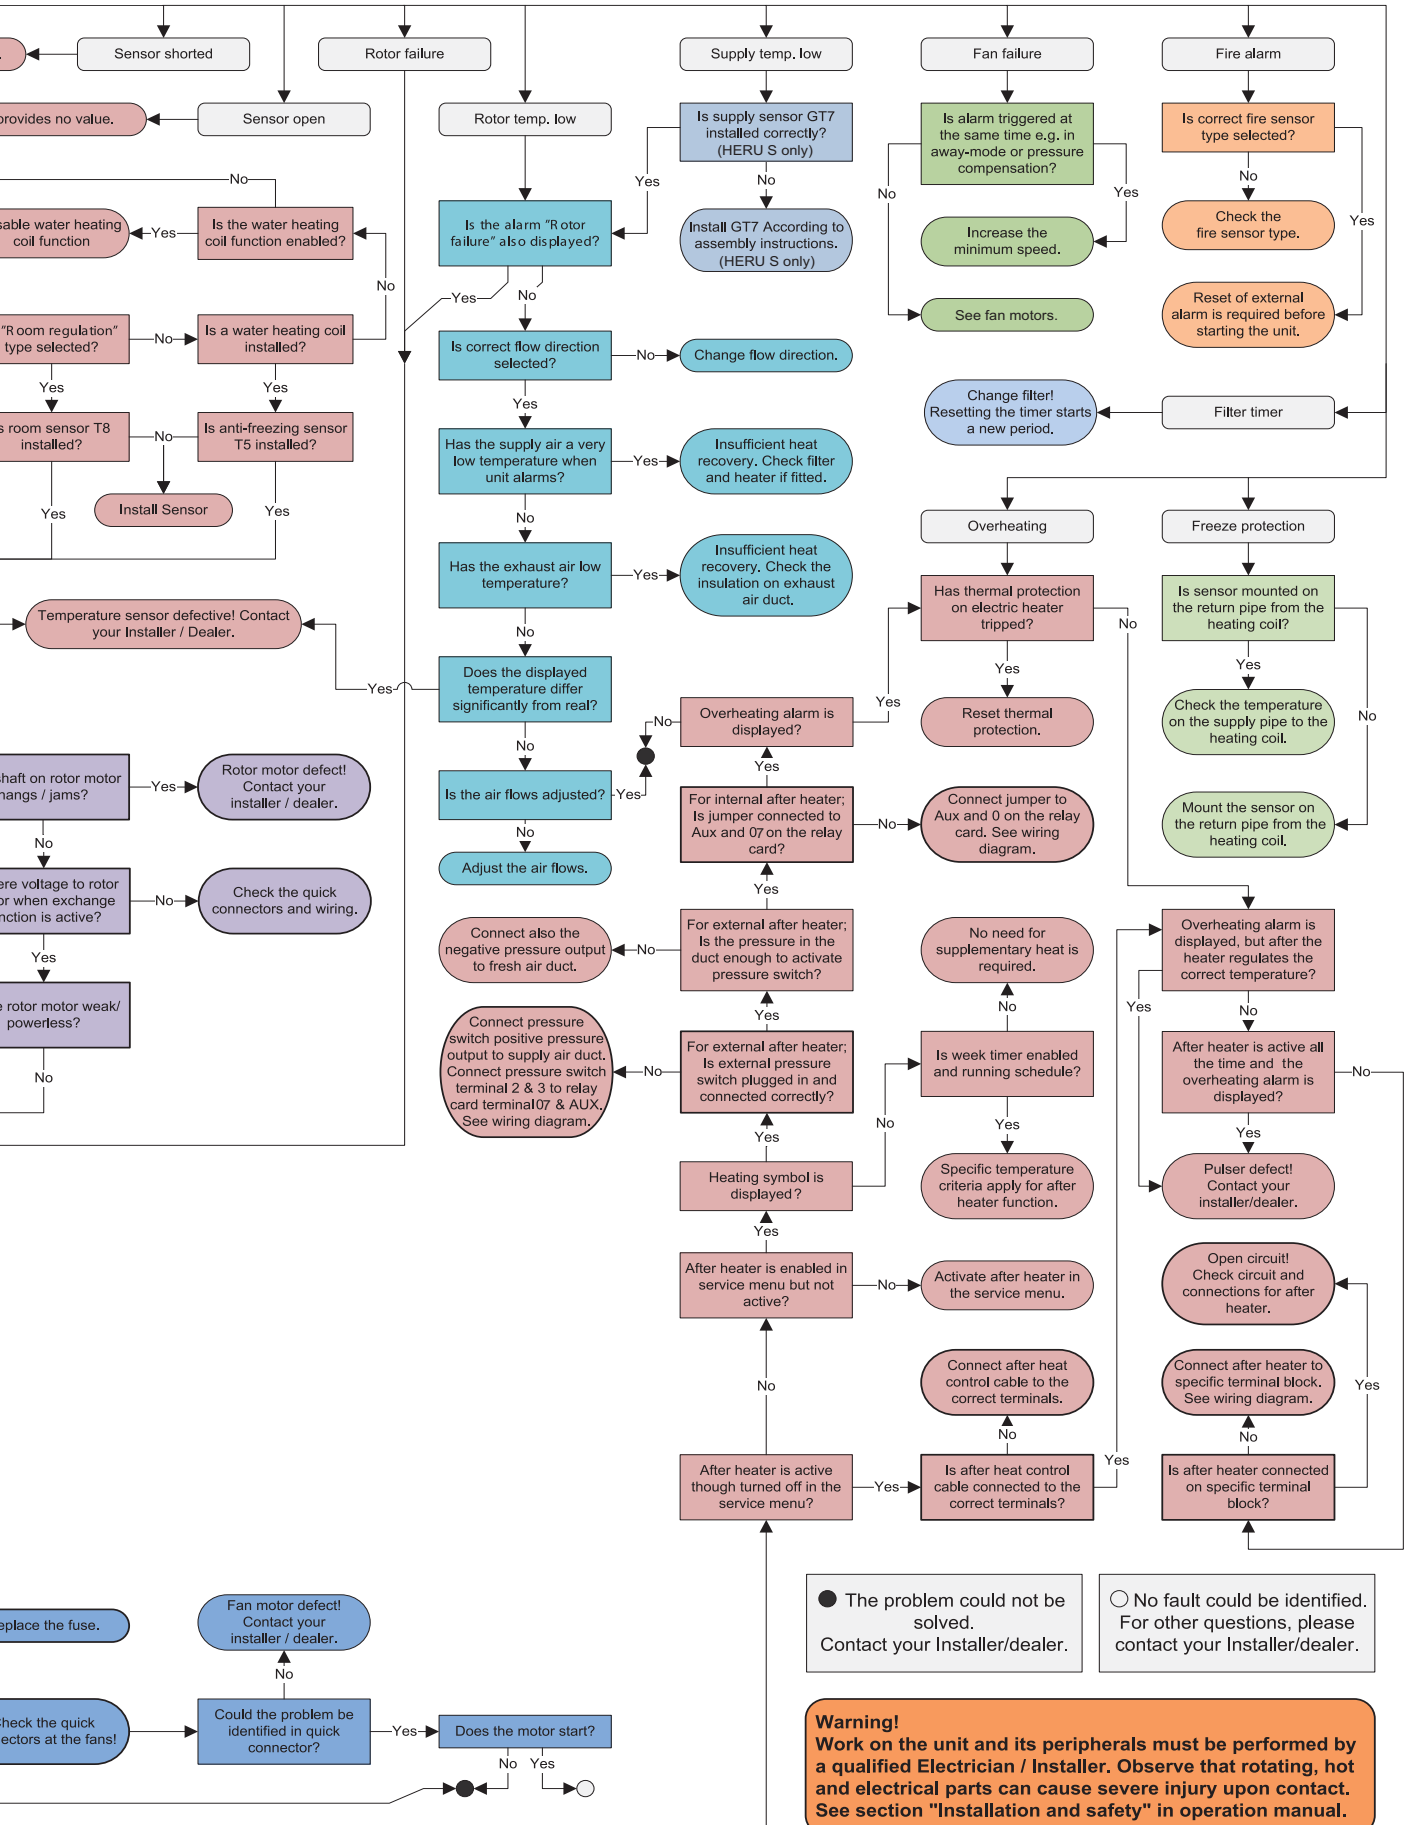 Sensor shorted
Rotor failure
Supply temp. low
Fan failure
Fire alarm
provides no value.
Sensor open
Rotor temp. low
Is supply sensor GT7
installed correctly?
(HERU S only)
Is alarm triggered at
the same time e.g. in
away-mode or pressure
compensation?
Is correct fire sensor
type selected?
No
Yes
No
No
Yes
No
Yes
able water heating
coil function
Yes
Is the water heating
coil function enabled?
Is the alarm "Rotor
failure" also displayed?
Install GT7 According to
assembly instructions.
(HERU S only)
Increase the
minimum speed.
Check the
fire sensor type.
No
Yes
No
See fan motors.
Reset of external
alarm is required before
starting the unit.
"Room regulation"
type selected?
No
Is a water heating coil
installed?
Is correct flow direction
selected?
No
Change flow direction.
Yes
Yes
Yes
Change filter!
Resetting the timer starts
a new period.
Filter timer
room sensor T8
installed?
No
Is anti-freezing sensor
T5 installed?
Has the supply air a very
low temperature when
unit alarms?
Yes
Insufficient heat
recovery. Check filter
and heater if fitted.
Yes
Install Sensor
Yes
No
Overheating
Freeze protection
Has the exhaust air low
temperature?
Yes
Insufficient heat
recovery. Check the
insulation on exhaust
air duct.
Has thermal protection
on electric heater
tripped?
No
Is sensor mounted on
the return pipe from the
heating coil?
Temperature sensor defective! Contact
your Installer / Dealer.
No
Yes
Yes
Yes
Does the displayed
temperature differ
significantly from real?
Yes
No
Overheating alarm is
displayed?
Reset thermal
protection.
Check the temperature
on the supply pipe to the
heating coil.
No
No
Yes
shaft on rotor motor
hangs / jams?
Yes
Rotor motor defect!
Contact your
installer / dealer.
Is the air flows adjusted?
Yes
For internal after heater;
Is jumper connected to
Aux and 07 on the relay
card?
No
Connect jumper to
Aux and 0 on the relay
card. See wiring
diagram.
Mount the sensor on
the return pipe from the
heating coil.
No
No
Adjust the air flows.
Yes
ere voltage to rotor
or when exchange
nction is active?
No
Check the quick
connectors and wiring.
Connect also the
negative pressure output
to fresh air duct.
No
For external after heater;
Is the pressure in the
duct enough to activate
pressure switch?
No need for
supplementary heat is
required.
Overheating alarm is
displayed, but after the
heater regulates the
correct temperature?
Yes
Yes
No
Yes
No
rotor motor weak/
powerless?
Connect pressure
switch positive pressure
output to supply air duct.
Connect pressure switch
terminal 2 & 3 to relay
card terminal 07 & AUX.
See wiring diagram.
No
For external after heater;
Is external pressure
switch plugged in and
connected correctly?
Is week timer enabled
and running schedule?
After heater is active all
the time and the
overheating alarm is
displayed?
No
No
Yes
No
Yes
Yes
Heating symbol is
displayed?
Specific temperature
criteria apply for after
heater function.
Pulser defect!
Contact your
installer/dealer.
Yes
After heater is enabled in
service menu but not
active?
No
Activate after heater in
the service menu.
Open circuit!
Check circuit and
connections for after
heater.
No
Connect after heat
control cable to the
correct terminals.
Connect after heater to
specific terminal block.
See wiring diagram.
Yes
No
No
Yes
After heater is active
though turned off in the
service menu?
Yes
Is after heat control
cable connected to the
correct terminals?
Is after heater connected
on specific terminal
block?
The problem could not be
solved.
Contact your Installer/dealer.
No fault could be identified.
For other questions, please
contact your Installer/dealer.
eplace the fuse.
Fan motor defect!
Contact your
installer / dealer.
No
heck the quick
ectors at the fans!
Could the problem be
identified in quick
connector?
Yes
Does the motor start?
No
Yes
Warning!
Work on the unit and its peripherals must be performed by
a qualified Electrician / Installer. Observe that rotating, hot
and electrical parts can cause severe injury upon contact.
See section "Installation and safety" in operation manual.